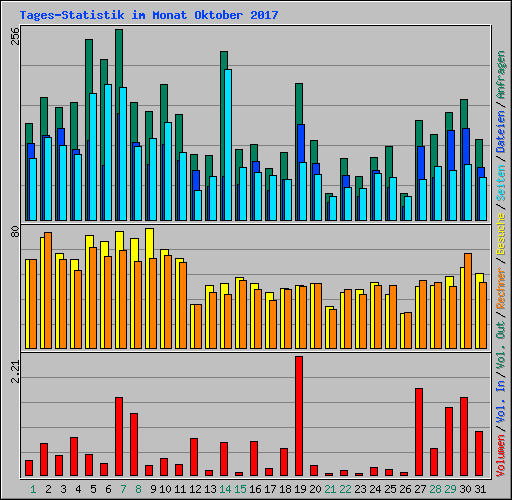 Tages-Statistik im Monat Oktober 2017
256
80
2.21
Volumen / Vol. In / Vol. Out / Rechner / Besuche / Seiten / Dateien / Anfragen
1 2 3 4 5 6 7 8 9 10 11 12 13 14 15 16 17 18 19 20 21 22 23 24 25 26 27 28 29 30 31